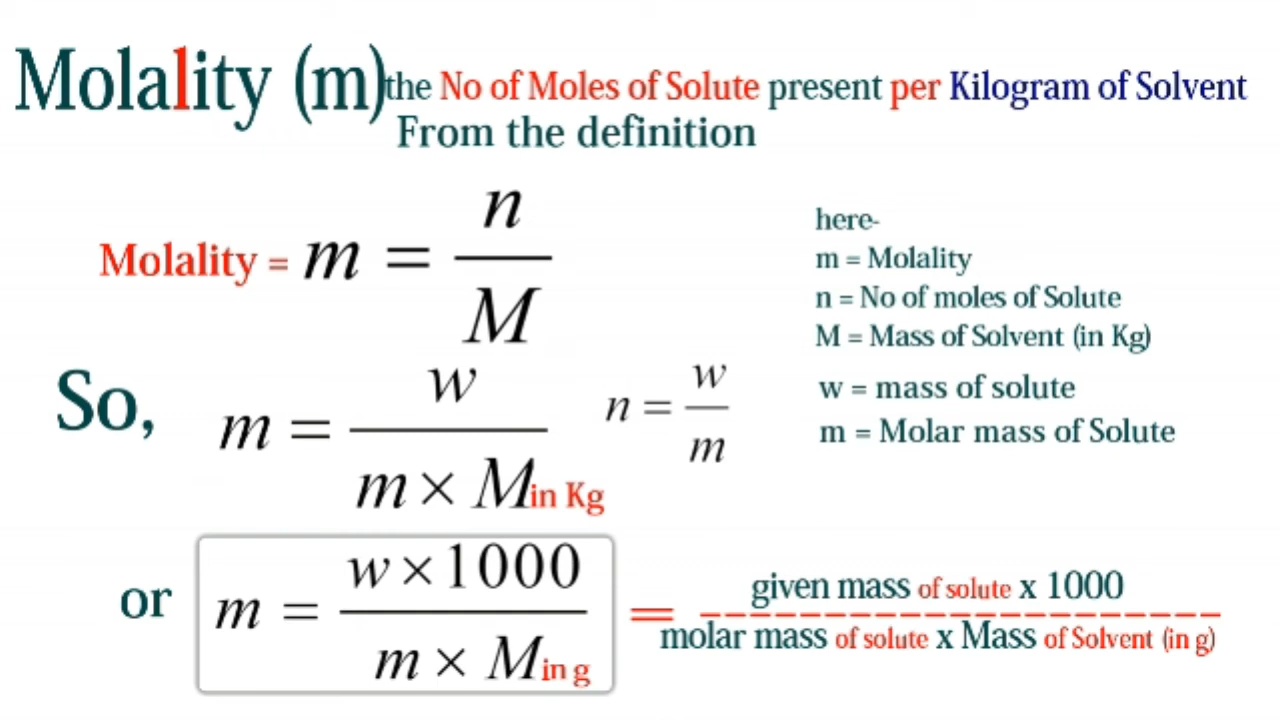 Molality (m) the No of Moles of Solute present per Kilogram of Solvent
From the definition
Molality = m = n / M
here-
m = Molality
n = No of moles of Solute
M = Mass of Solvent (in Kg)
w = mass of solute
m = Molar mass of Solute
So, m = w / m × M in Kg
n = w / m
or m = w × 1000 / m × M in g
= given mass of solute x 1000
molar mass of solute x Mass of Solvent (in g)